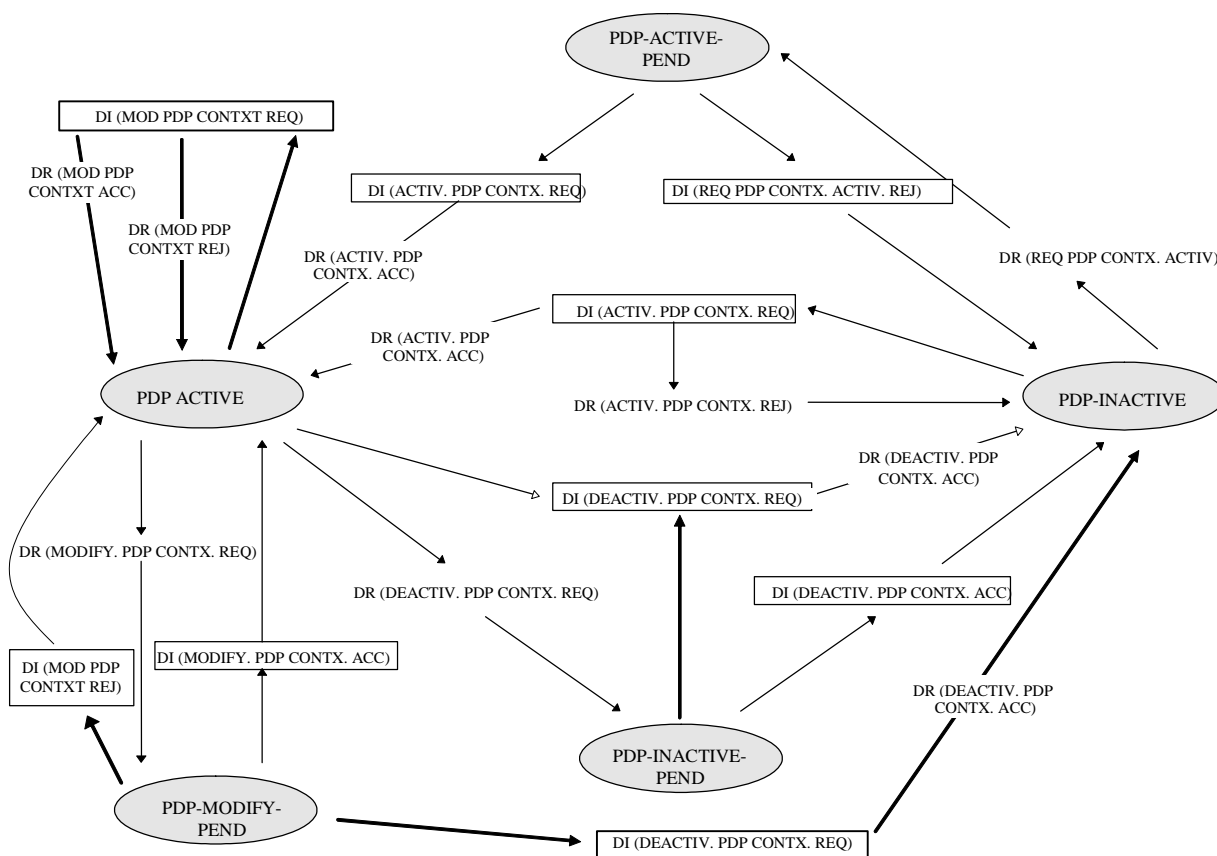 PDP-ACTIVE-
PEND
DI (MOD PDP CONTXT REQ)
DR (MOD PDP
CONTXT ACC)
DI (ACTIV. PDP CONTX. REQ)
DI (REQ PDP CONTX. ACTIV. REJ)
DR (MOD PDP
CONTXT REJ)
DR (ACTIV. PDP
CONTX. ACC)
DR (REQ PDP CONTX. ACTIV)
DI (ACTIV. PDP CONTX. REQ)
DR (ACTIV. PDP
CONTX. ACC)
PDP ACTIVE
DR (ACTIV. PDP CONTX. REJ)
PDP-INACTIVE
DR (DEACTIV. PDP
CONTX. ACC)
DI (DEACTIV. PDP CONTX. REQ)
DR (MODIFY. PDP CONTX. REQ)
DR (DEACTIV. PDP CONTX. REQ)
DI (DEACTIV. PDP CONTX. ACC)
DI (MOD PDP
CONTXT REJ)
DI (MODIFY. PDP CONTX. ACC)
DR (DEACTIV. PDP
CONTX. ACC)
PDP-INACTIVE-
PEND
PDP-MODIFY-
PEND
DI (DEACTIV. PDP CONTX. REQ)